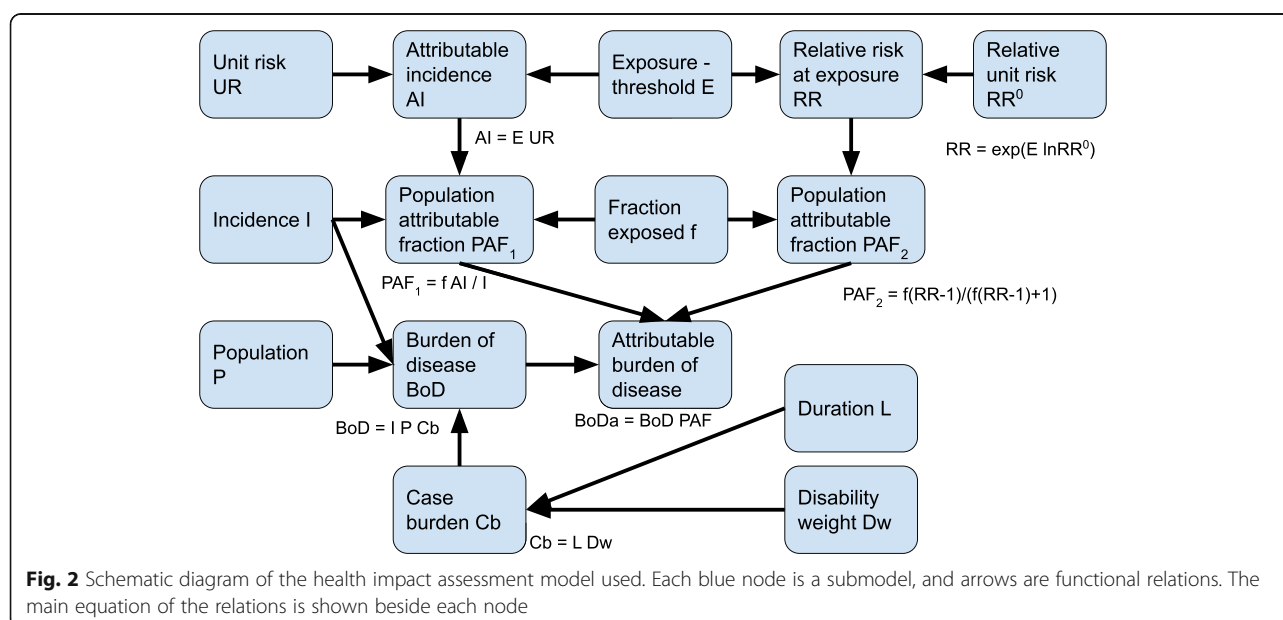 Unit risk
UR
Attributable
incidence
AI
Exposure -
threshold E
Relative risk
at exposure
RR
Relative
unit risk
RR⁰
AI = E UR
RR = exp(E lnRR⁰)
Incidence I
Population
attributable
fraction PAF₁
Fraction
exposed f
Population
attributable
fraction PAF₂
PAF₁ = f AI / I
PAF₂ = f(RR-1)/(f(RR-1)+1)
Population
P
Burden of
disease
BoD
Attributable
burden of
disease
Duration L
BoD = I P Cb
BoDa = BoD PAF
Case
burden Cb
Disability
weight Dw
Cb = L Dw
Fig. 2 Schematic diagram of the health impact assessment model used. Each blue node is a submodel, and arrows are functional relations. The
main equation of the relations is shown beside each node